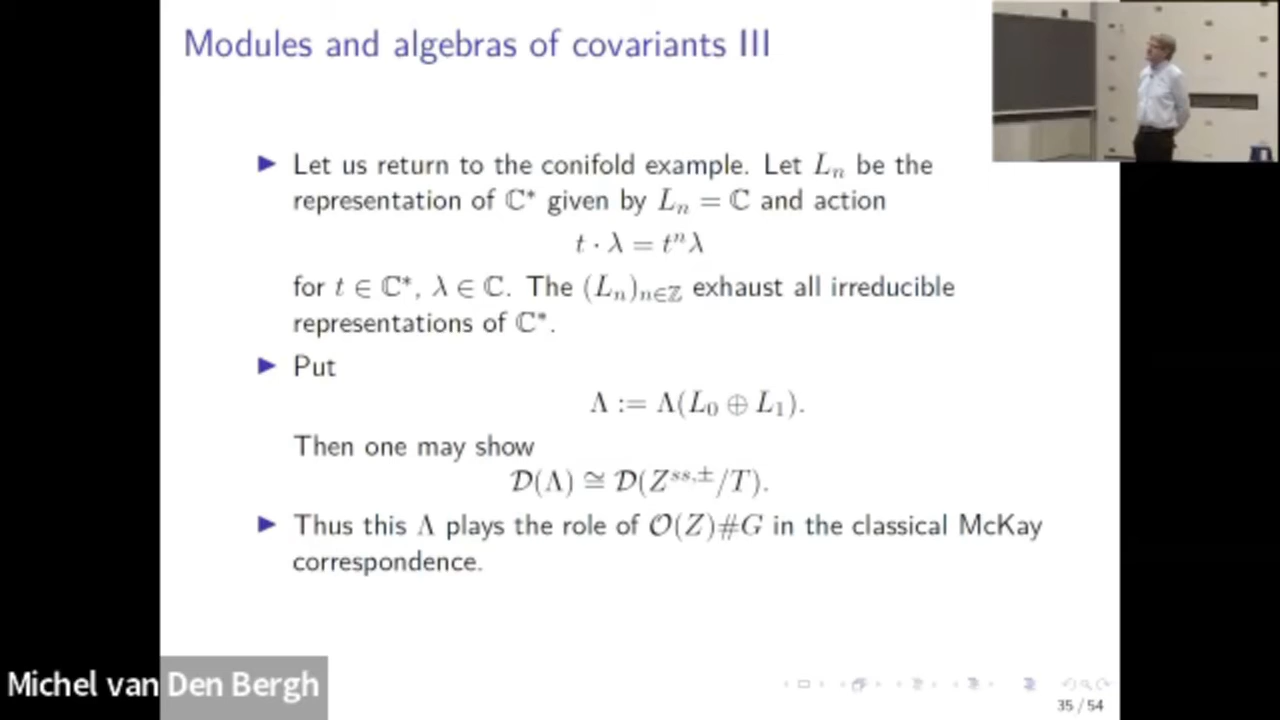 Modules and algebras of covariants III
▶ Let us return to the conifold example. Let Lₙ be the
representation of ℂ* given by Lₙ = ℂ and action
t · λ = tⁿλ
for t ∈ ℂ*, λ ∈ ℂ. The (Lₙ)ₙ∈ℤ exhaust all irreducible
representations of ℂ*.
▶ Put
Λ := Λ(L₀ ⊕ L₁).
Then one may show
𝒟(Λ) ≅ 𝒟(Z^{ss,±}/T).
▶ Thus this Λ plays the role of 𝒪(Z)#G in the classical McKay
correspondence.
Michel van Den Bergh
35 / 54